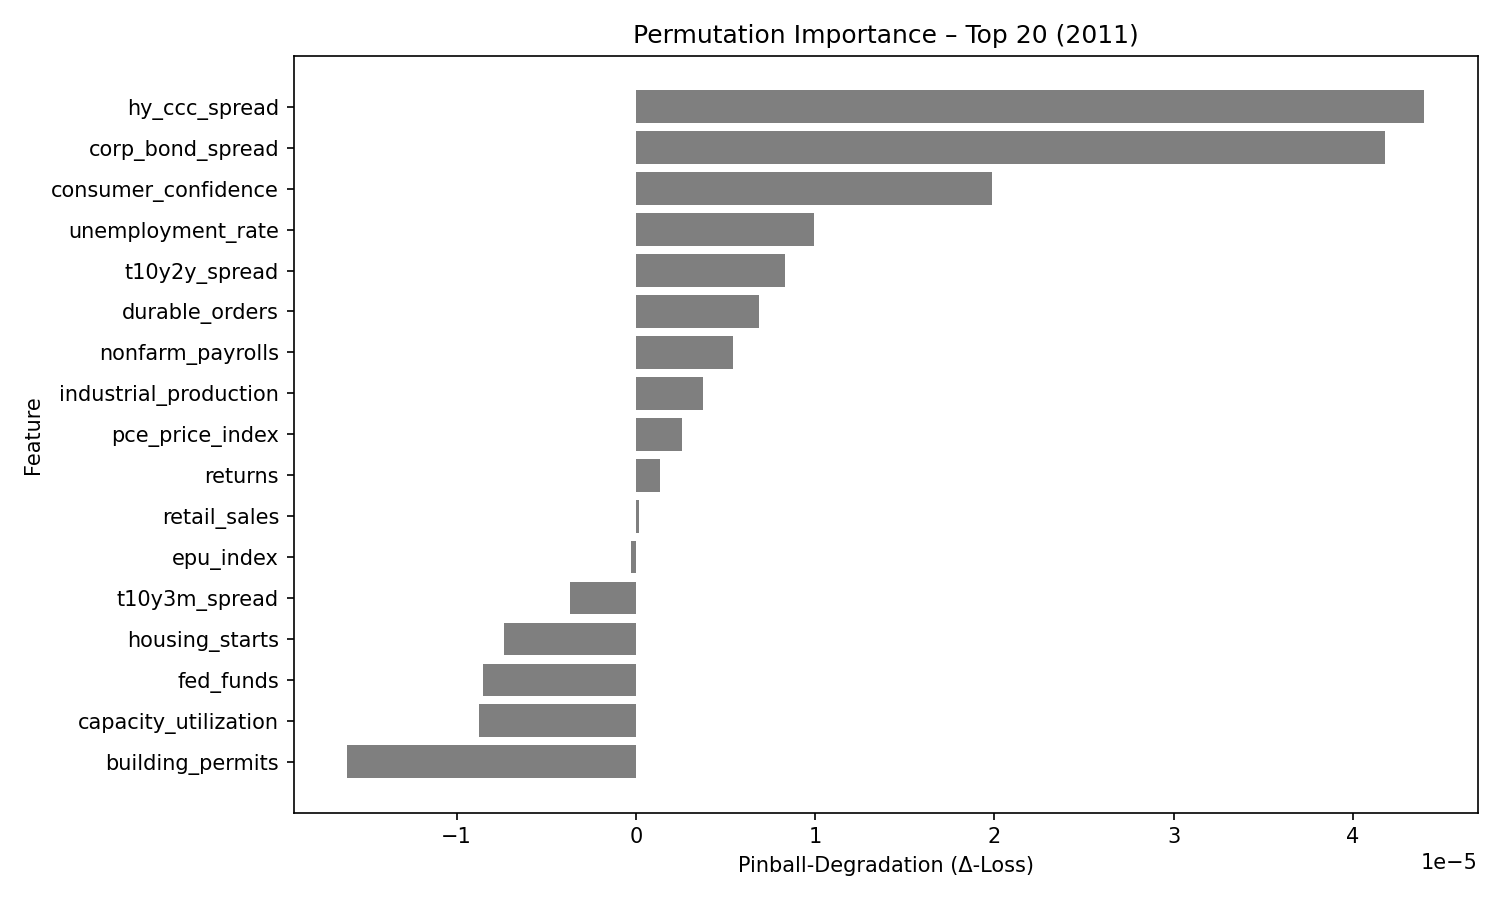 Permutation Importance – Top 20 (2011)
hy_ccc_spread
corp_bond_spread
consumer_confidence
unemployment_rate
t10y2y_spread
durable_orders
nonfarm_payrolls
industrial_production
pce_price_index
returns
retail_sales
epu_index
t10y3m_spread
housing_starts
fed_funds
capacity_utilization
building_permits
Feature
−1 0 1 2 3 4
1e−5
Pinball-Degradation (Δ-Loss)